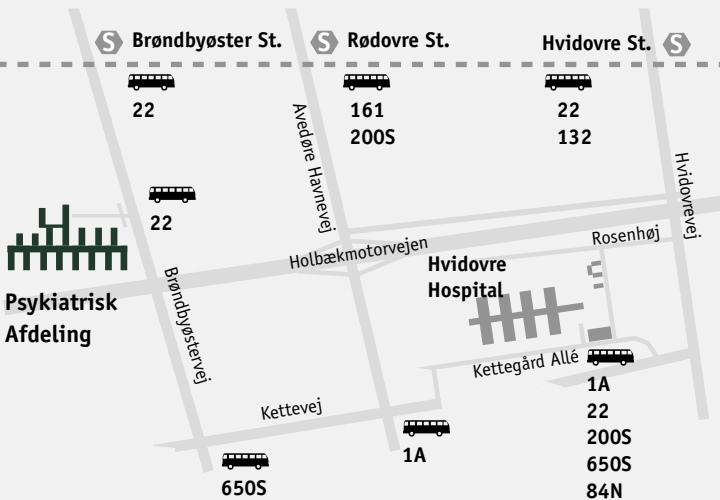 S Brøndbyøster St.
S Rødovre St.
Hvidovre St. S
22
161
200S
22
132
22
Avedøre Havnevej
Hvidovrevej
Holbækmotorvejen
Rosenhøj
Hvidovre
Hospital
Psykiatrisk
Afdeling
Brøndbyøstervej
Kettegård Allé
Kettevej
1A
22
200S
650S
84N
1A
650S